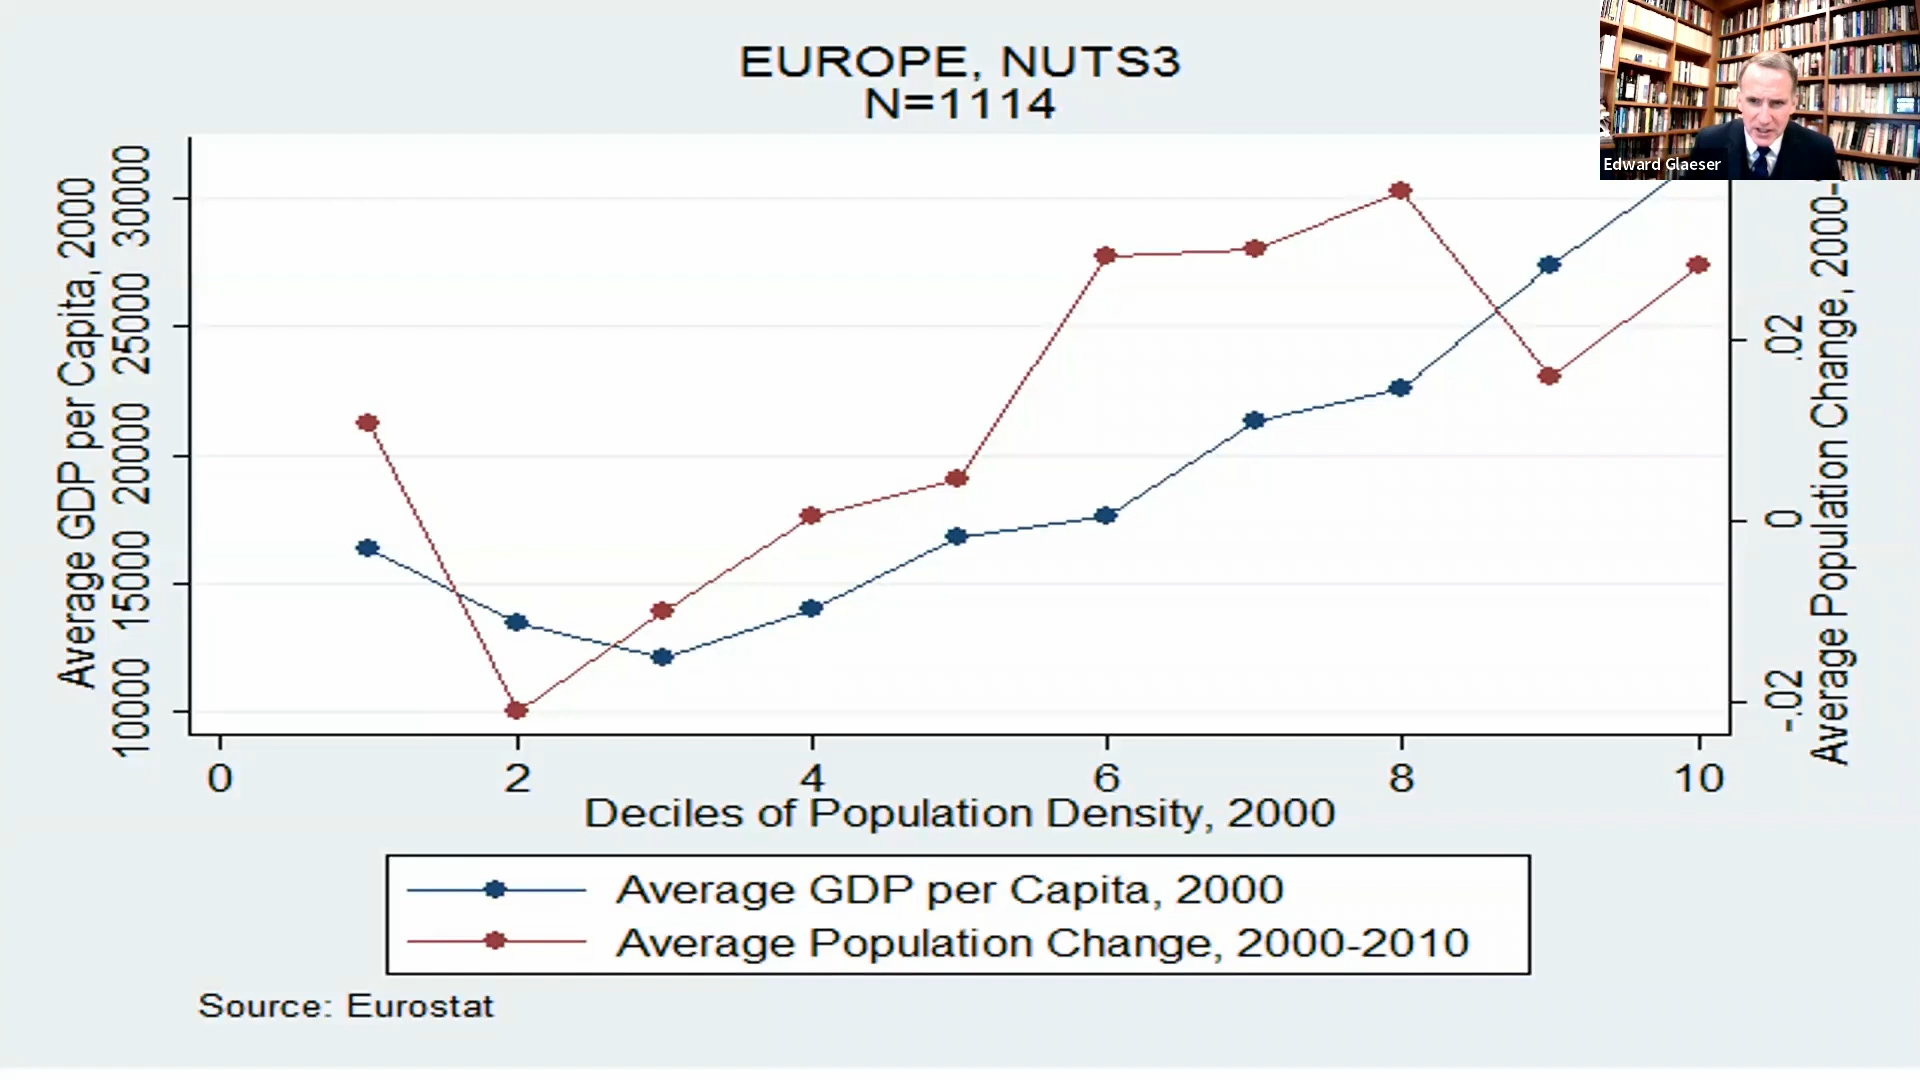 EUROPE, NUTS3
N=1114
Edward Glaeser
Average GDP per Capita, 2000
30000
25000
20000
15000
10000
.02
0
-.02
Average Population Change, 2000-
0 2 4 6 8 10
Deciles of Population Density, 2000
Average GDP per Capita, 2000
Average Population Change, 2000-2010
Source: Eurostat